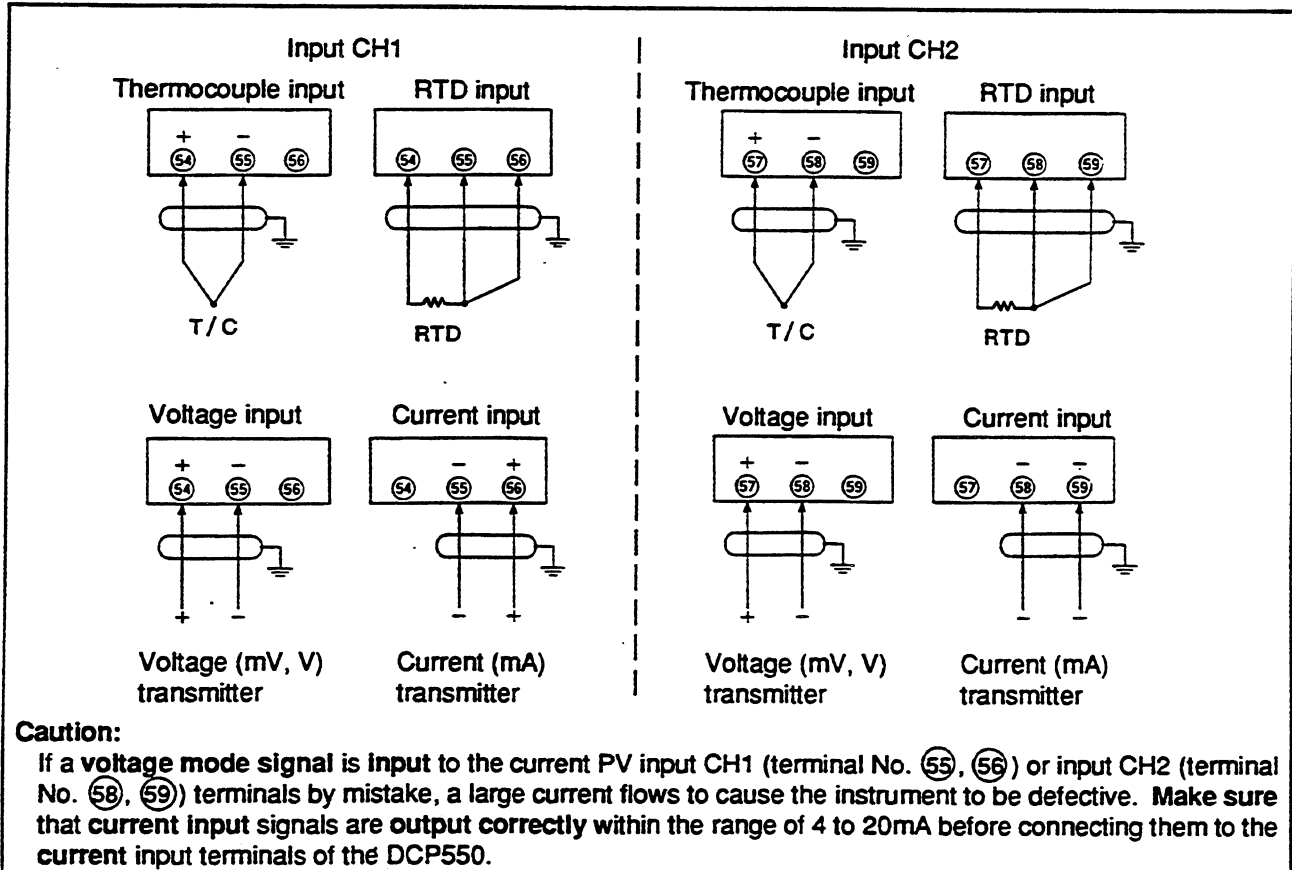 Input CH1
Thermocouple input
+ −
54 55 56
T/C
RTD input
54 55 56
RTD
Voltage input
+ −
54 55 56
+ −
Voltage (mV, V)
transmitter
Current input
− +
54 55 56
− +
Current (mA)
transmitter
Input CH2
Thermocouple input
+ −
57 58 59
T/C
RTD input
57 58 59
RTD
Voltage input
+ −
57 58 59
+ −
Voltage (mV, V)
transmitter
Current input
− −
57 58 59
− −
Current (mA)
transmitter
Caution:
If a voltage mode signal is input to the current PV input CH1 (terminal No. 55, 56) or input CH2 (terminal
No. 58, 59) terminals by mistake, a large current flows to cause the instrument to be defective. Make sure
that current input signals are output correctly within the range of 4 to 20mA before connecting them to the
current input terminals of the DCP550.